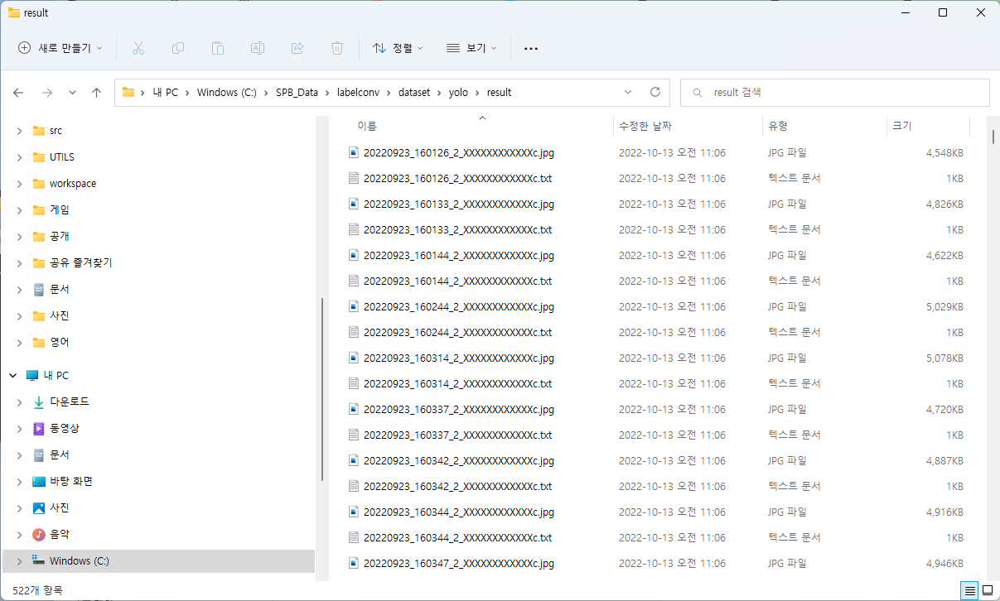 result
새로 만들기
정렬
보기
내 PC > Windows (C:) > SPB_Data > labelconv > dataset > yolo > result
result 검색
src
UTILS
workspace
게임
공개
공유 즐겨찾기
문서
사진
영어
내 PC
다운로드
동영상
문서
바탕 화면
사진
음악
Windows (C:)
이름 수정한 날짜 유형 크기
20220923_160126_2_XXXXXXXXXXXXc.jpg 2022-10-13 오전 11:06 JPG 파일 4,548KB
20220923_160126_2_XXXXXXXXXXXXc.txt 2022-10-13 오전 11:06 텍스트 문서 1KB
20220923_160133_2_XXXXXXXXXXXXc.jpg 2022-10-13 오전 11:06 JPG 파일 4,826KB
20220923_160133_2_XXXXXXXXXXXXc.txt 2022-10-13 오전 11:06 텍스트 문서 1KB
20220923_160144_2_XXXXXXXXXXXXc.jpg 2022-10-13 오전 11:06 JPG 파일 4,622KB
20220923_160144_2_XXXXXXXXXXXXc.txt 2022-10-13 오전 11:06 텍스트 문서 1KB
20220923_160244_2_XXXXXXXXXXXXc.jpg 2022-10-13 오전 11:06 JPG 파일 5,029KB
20220923_160244_2_XXXXXXXXXXXXc.txt 2022-10-13 오전 11:06 텍스트 문서 1KB
20220923_160314_2_XXXXXXXXXXXXc.jpg 2022-10-13 오전 11:06 JPG 파일 5,078KB
20220923_160314_2_XXXXXXXXXXXXc.txt 2022-10-13 오전 11:06 텍스트 문서 1KB
20220923_160337_2_XXXXXXXXXXXXc.jpg 2022-10-13 오전 11:06 JPG 파일 4,720KB
20220923_160337_2_XXXXXXXXXXXXc.txt 2022-10-13 오전 11:06 텍스트 문서 1KB
20220923_160342_2_XXXXXXXXXXXXc.jpg 2022-10-13 오전 11:06 JPG 파일 4,887KB
20220923_160342_2_XXXXXXXXXXXXc.txt 2022-10-13 오전 11:06 텍스트 문서 1KB
20220923_160344_2_XXXXXXXXXXXXc.jpg 2022-10-13 오전 11:06 JPG 파일 4,916KB
20220923_160344_2_XXXXXXXXXXXXc.txt 2022-10-13 오전 11:06 텍스트 문서 1KB
20220923_160347_2_XXXXXXXXXXXXc.jpg 2022-10-13 오전 11:06 JPG 파일 4,946KB
522개 항목